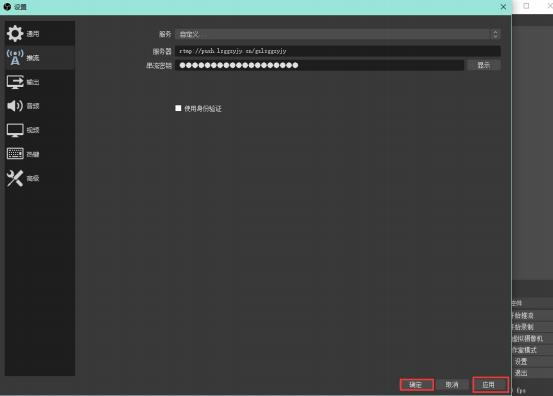 设置
通用
推流
输出
音频
视频
热键
高级
服务 自定义
服务器 rtmp://push.lzggzyjy.cn/gzlzggzyjy
串流密钥 ●●●●●●●●●●●●●●●●●●● 显示
使用身份验证
确定 取消 应用
控件
开始推流
开始录制
虚拟摄像机
工作室模式
设置
退出
fps